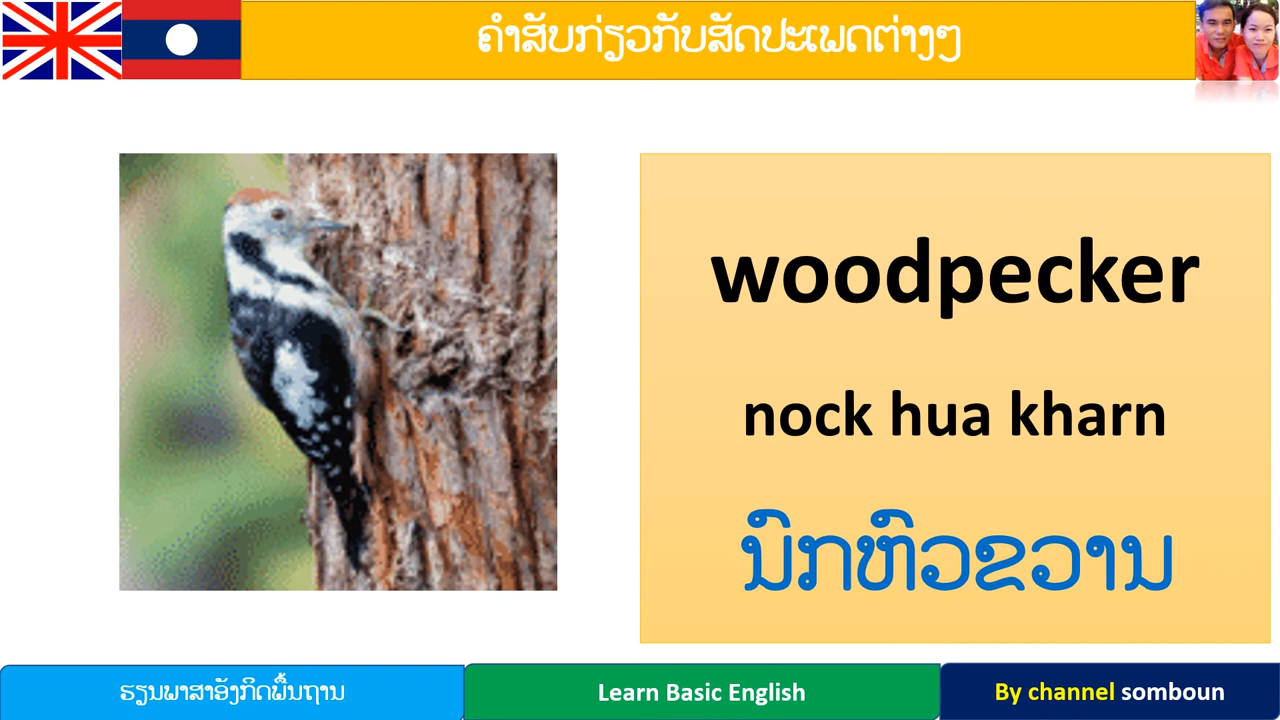 ຄຳສັບກ່ຽວກັບສັດປະເພດຕ່າງໆ
woodpecker
nock hua kharn
ນົກຫົວຂວານ
ຮຽນພາສາອັງກິດພື້ນຖານ
Learn Basic English
By channel somboun